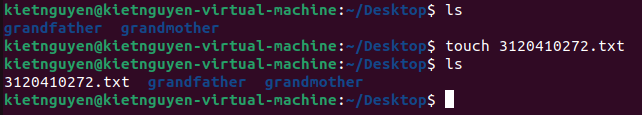 kietnguyen@kietnguyen-virtual-machine:~/Desktop$ ls
grandfather  grandmother
kietnguyen@kietnguyen-virtual-machine:~/Desktop$ touch 3120410272.txt
kietnguyen@kietnguyen-virtual-machine:~/Desktop$ ls
3120410272.txt  grandfather  grandmother
kietnguyen@kietnguyen-virtual-machine:~/Desktop$